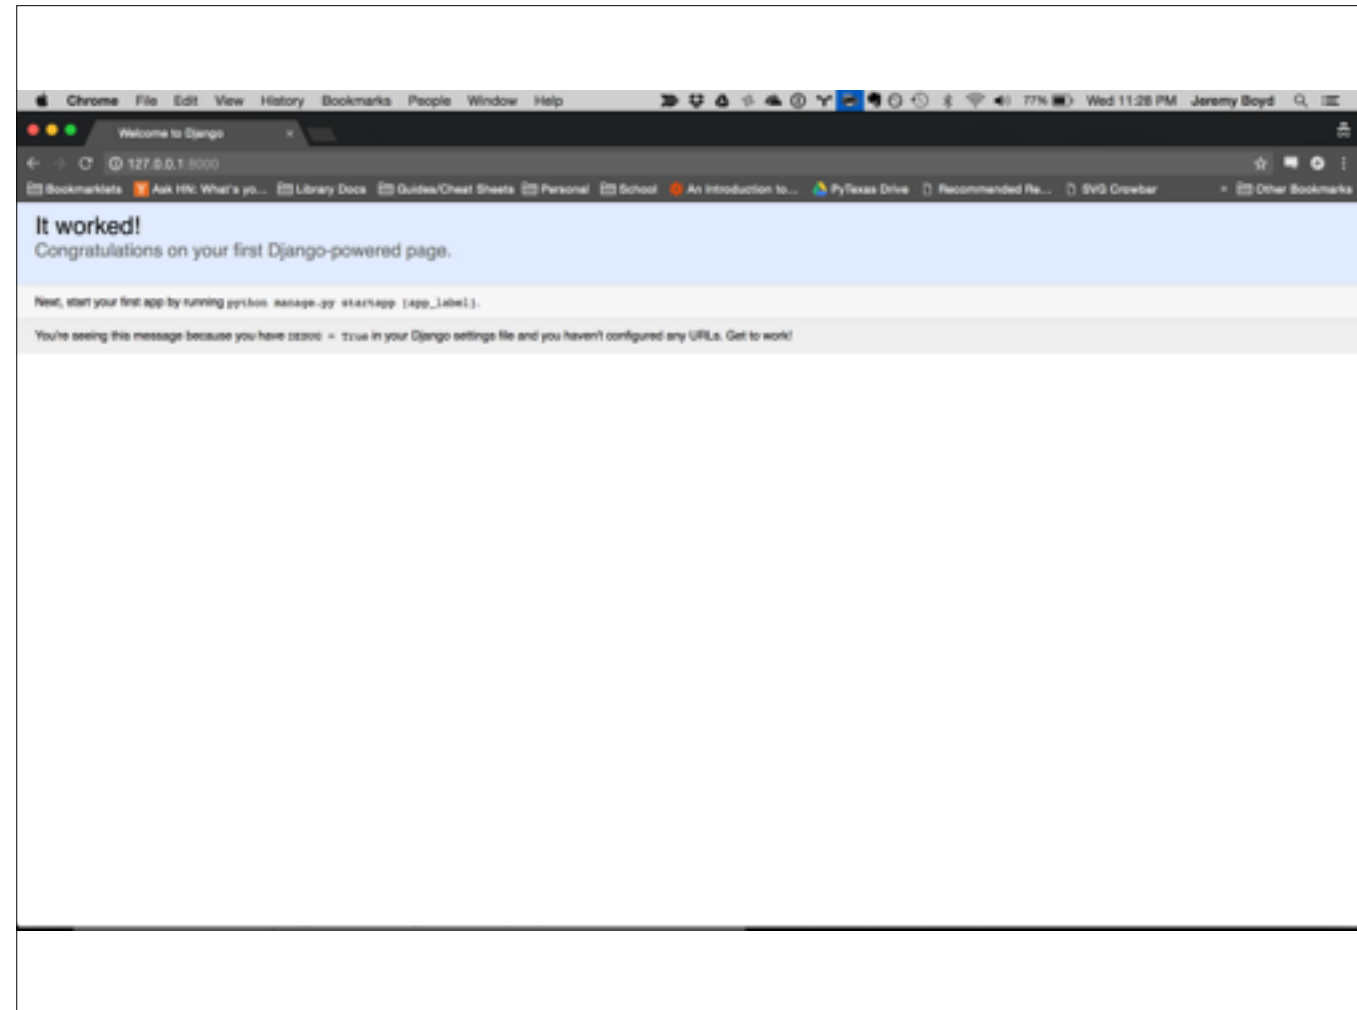 Chrome File Edit View History Bookmarks People Window Help 77% Wed 11:28 PM Jeremy Boyd
Welcome to Django
127.0.0.1:8000
Bookmarklets Ask HN: What's yo... Library Docs Guides/Cheat Sheets Personal School An Introduction to... PyTexas Drive Recommended Re... SVG Crowbar Other Bookmarks
It worked!
Congratulations on your first Django-powered page.
Next, start your first app by running python manage.py startapp [app_label].
You're seeing this message because you have DEBUG = True in your Django settings file and you haven't configured any URLs. Get to work!